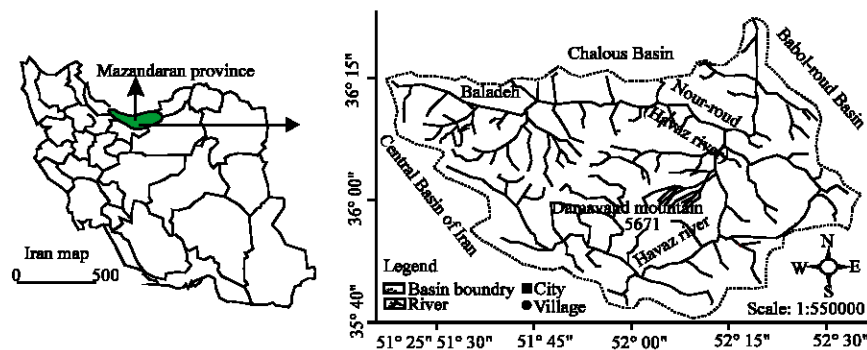 Mazandaran province
Iran map
0 500
Chalous Basin
Babol-roud Basin
Baladeh
Nour-roud
Havaz river
Central Basin of Iran
Damavaad mountain
5671
Havaz river
Legend
Basin boundry
City
River
Village
N
W E
S
Scale: 1:550000
36° 15"
36° 00"
35° 40"
51° 25" 51° 30" 51° 45" 52° 00" 52° 15" 52° 30"